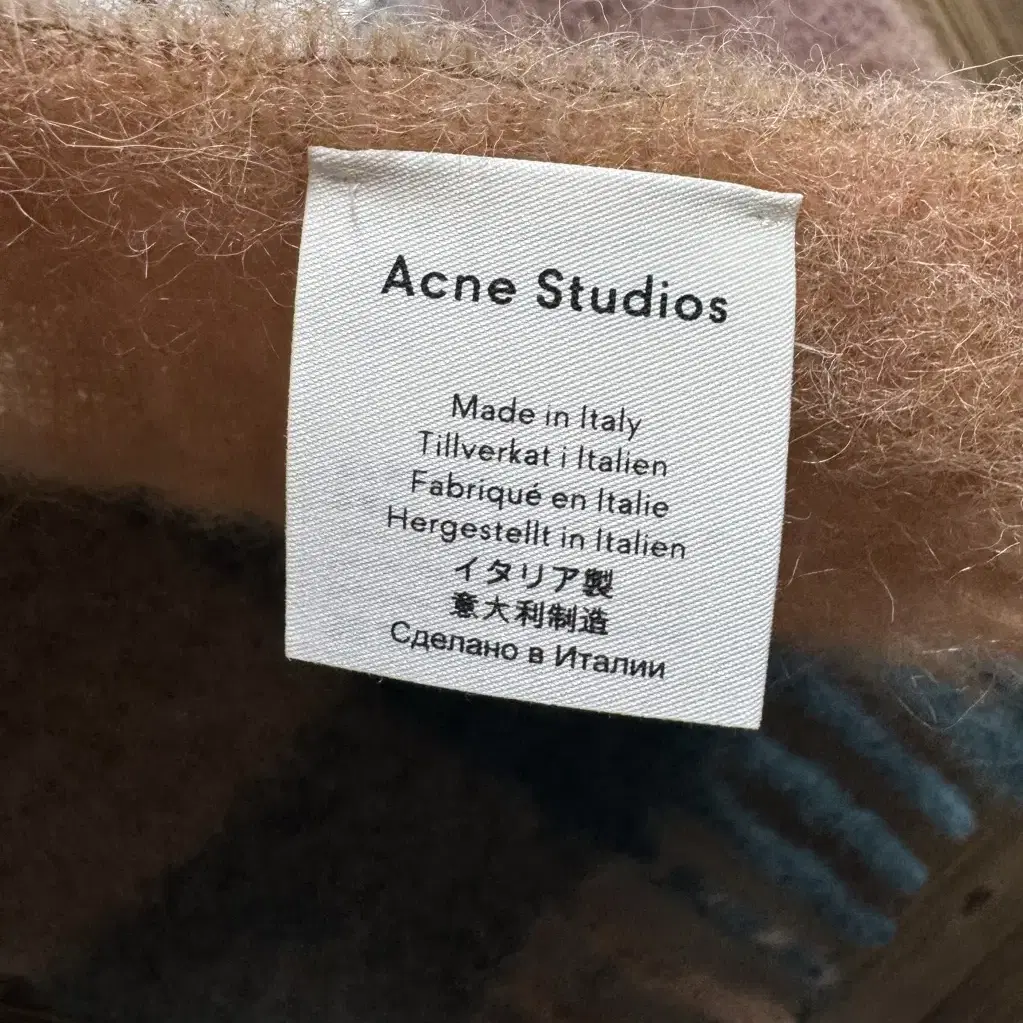 Acne Studios
Made in Italy
Tillverkat i Italien
Fabriqué en Italie
Hergestellt in Italien
イタリア製
意大利制造
Сделано в Италии